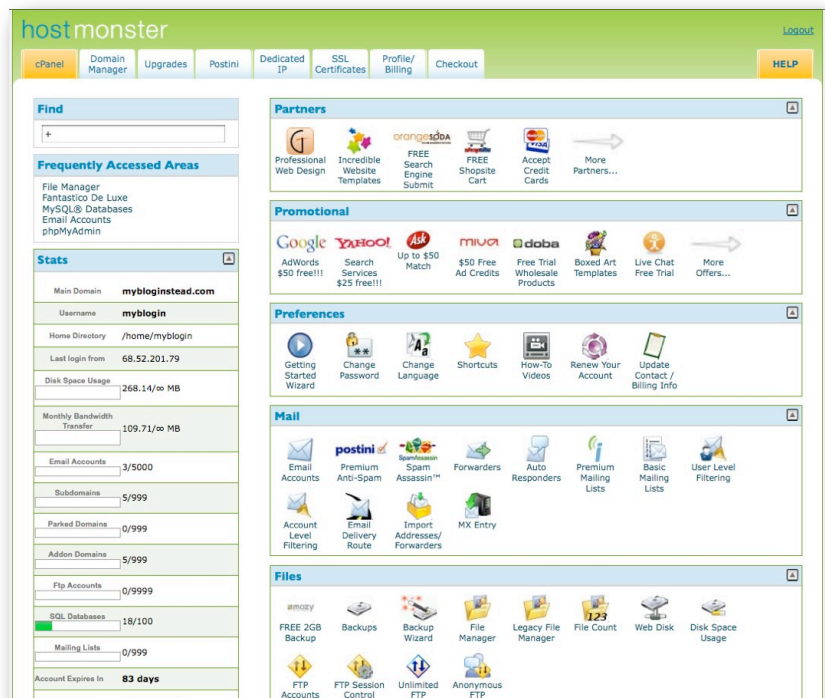 hostmonster
Logout
cPanel
Domain
Manager
Upgrades
Postini
Dedicated
IP
SSL
Certificates
Profile/
Billing
Checkout
HELP
Find
+
Frequently Accessed Areas
File Manager
Fantastico De Luxe
MySQL® Databases
Email Accounts
phpMyAdmin
Stats
Main Domain mybloginstead.com
Username myblogin
Home Directory /home/myblogin
Last login from 68.52.201.79
Disk Space Usage
268.14/∞ MB
Monthly Bandwidth
Transfer
109.71/∞ MB
Email Accounts
3/5000
Subdomains
5/999
Parked Domains
0/999
Addon Domains
5/999
Ftp Accounts
0/9999
SQL Databases
18/100
Mailing Lists
0/999
Account Expires In 83 days
Partners
Professional
Web Design
Incredible
Website
Templates
orangesoda
FREE
Search
Engine
Submit
shopsite
FREE
Shopsite
Cart
VISA
Accept
Credit
Cards
More
Partners...
Promotional
Google
AdWords
$50 free!!!
YAHOO!
Search
Services
$25 free!!!
Ask
Up to $50
Match
miva
$50 Free
Ad Credits
doba
Free Trial
Wholesale
Products
Boxed Art
Templates
Live Chat
Free Trial
More
Offers...
Preferences
Getting
Started
Wizard
**
Change
Password
Change
Language
Shortcuts
How-To
Videos
Renew Your
Account
Update
Contact /
Billing Info
Mail
Email
Accounts
postini
Premium
Anti-Spam
SpamAssassin
Spam
Assassin™
Forwarders
Auto
Responders
Premium
Mailing
Lists
Basic
Mailing
Lists
User Level
Filtering
Account
Level
Filtering
Email
Delivery
Route
Import
Addresses/
Forwarders
MX Entry
Files
mozy
FREE 2GB
Backup
Backups
Backup
Wizard
File
Manager
Legacy File
Manager
123
File Count
Web Disk
Disk Space
Usage
FTP
Accounts
FTP Session
Control
Unlimited
FTP
Anonymous
FTP